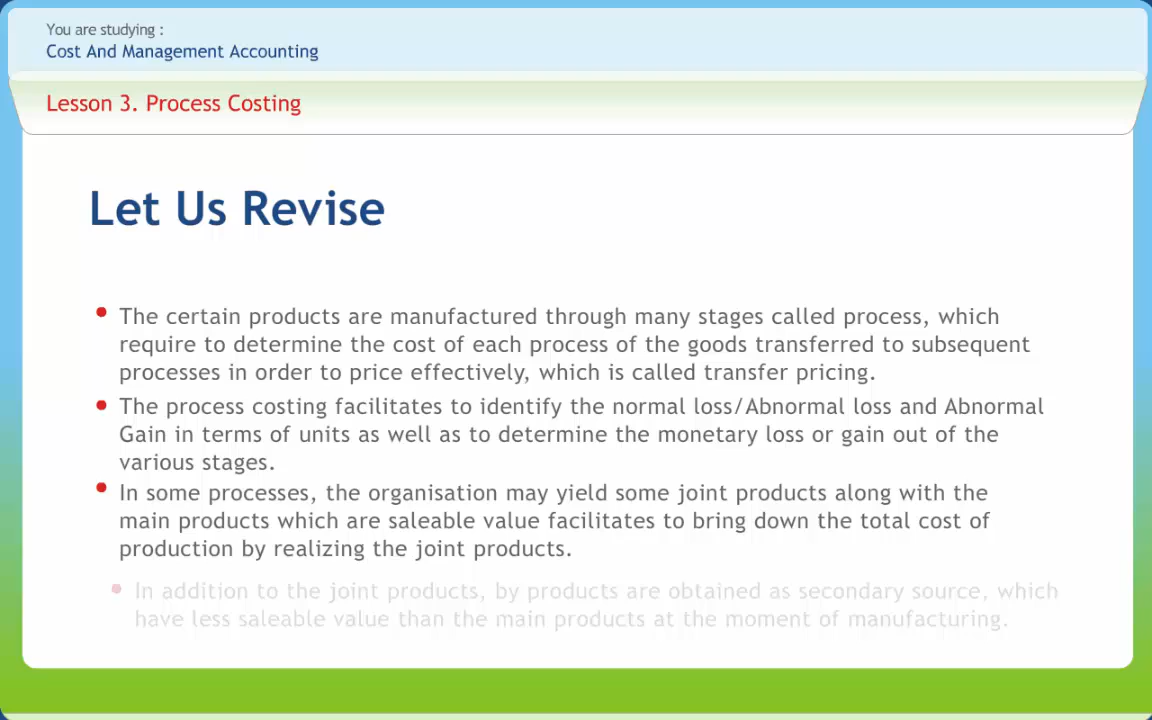 You are studying :
Cost And Management Accounting
Lesson 3. Process Costing
Let Us Revise
• The certain products are manufactured through many stages called process, which
require to determine the cost of each process of the goods transferred to subsequent
processes in order to price effectively, which is called transfer pricing.
• The process costing facilitates to identify the normal loss/Abnormal loss and Abnormal
Gain in terms of units as well as to determine the monetary loss or gain out of the
various stages.
• In some processes, the organisation may yield some joint products along with the
main products which are saleable value facilitates to bring down the total cost of
production by realizing the joint products.
• In addition to the joint products, by products are obtained as secondary source, which
have less saleable value than the main products at the moment of manufacturing.